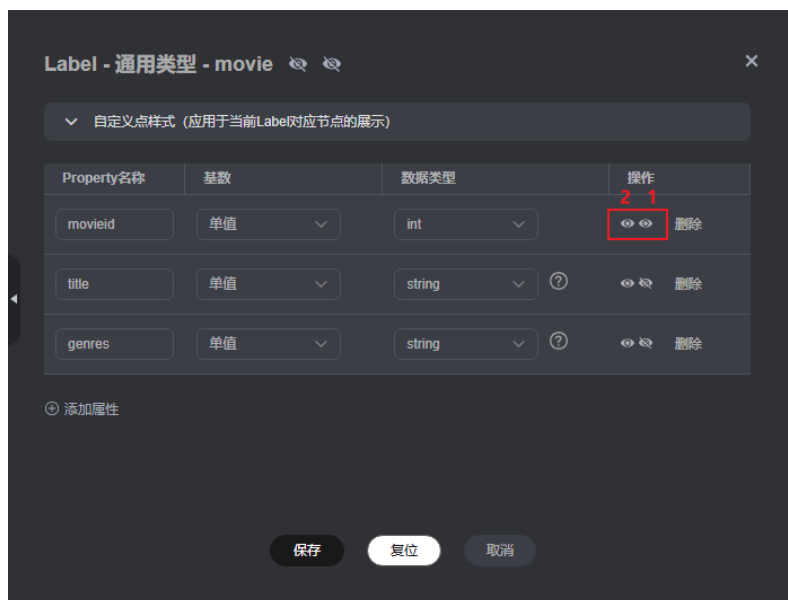 Label - 通用类型 - movie
自定义点样式 (应用于当前Label对应节点的展示)
Property名称 基数 数据类型 操作
2 1
movieid 单值 int 删除
title 单值 string 删除
genres 单值 string 删除
添加属性
保存 复位 取消